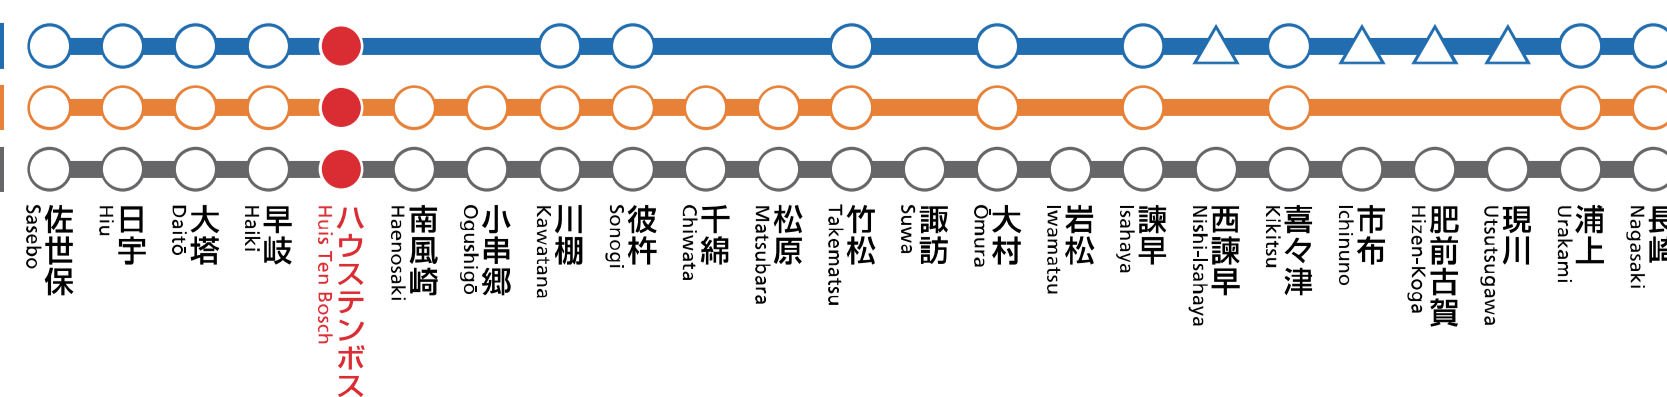 佐世保
Sasebo
日宇
Hiu
大塔
Daitō
早岐
Haiki
ハウステンボス
Huis Ten Bosch
南風崎
Haenosaki
小串郷
Ogushigō
川棚
Kawatana
彼杵
Sonogi
千綿
Chiwata
松原
Matsubara
竹松
Takematsu
諏訪
Suwa
大村
Ōmura
岩松
Iwamatsu
諫早
Isahaya
西諫早
Nishi-Isahaya
喜々津
Kikitsu
市布
Ichinuno
肥前古賀
Hizen-Koga
現川
Utsutsugawa
浦上
Urakami
長崎
Nagasaki